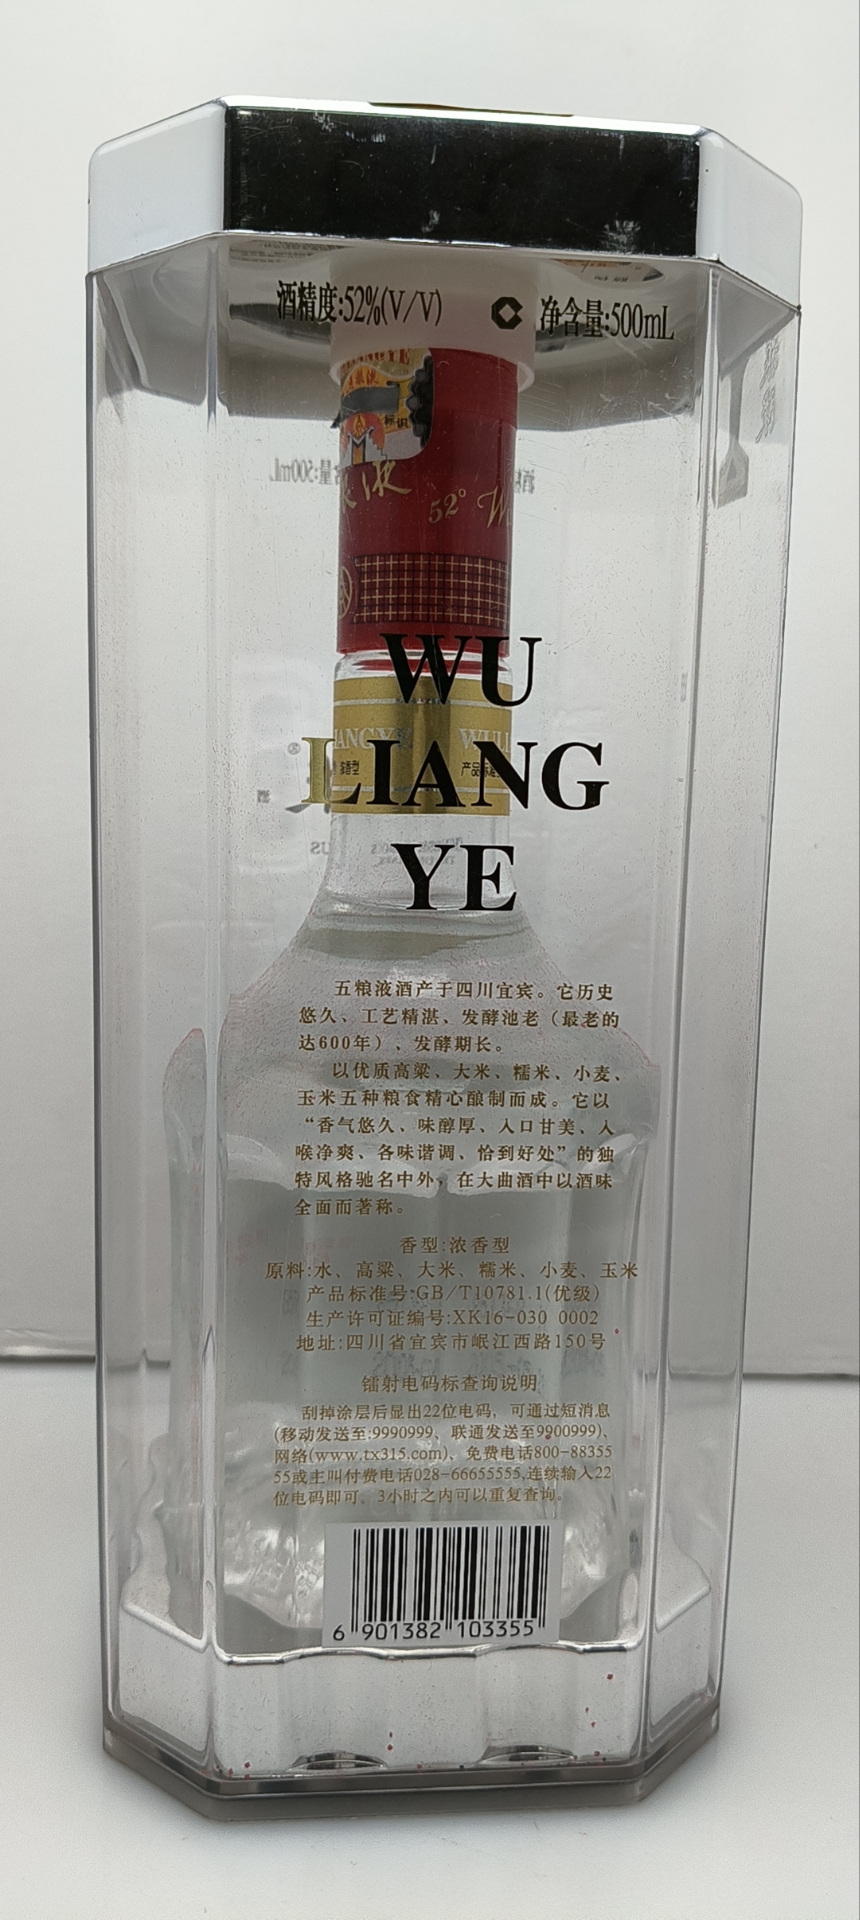 酒精度:52%(V/V) 净含量:500mL
标识
52°
WU
LIANG
YE
五粮液酒产于四川宜宾。它历史
悠久、工艺精湛、发酵池老（最老的
达600年）、发酵期长。
以优质高粱、大米、糯米、小麦、
玉米五种粮食精心酿制而成。它以
“香气悠久、味醇厚、入口甘美、入
喉净爽、各味谐调、恰到好处”的独
特风格驰名中外，在大曲酒中以酒味
全面而著称。
香型:浓香型
原料:水、高粱、大米、糯米、小麦、玉米
产品标准号:GB/T10781.1(优级)
生产许可证编号:XK16-030 0002
地址:四川省宜宾市岷江西路150号
镭射电码标查询说明
刮掉涂层后显出22位电码，可通过短消息
(移动发送至:9990999、联通发送至9900999)、
网络(www.tx315.com)、免费电话800-88355
55或主叫付费电话028-66655555,连续输入22
位电码即可。3小时之内可以重复查询。
6 901382 103355